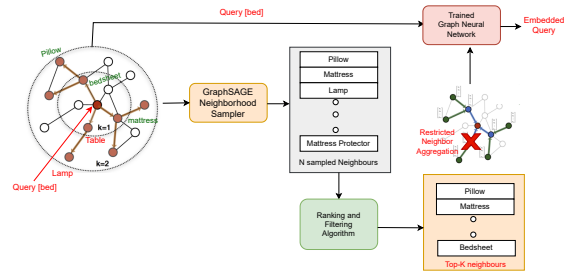 Query [bed]
Trained
Graph Neural
Network
Embedded
Query
Pillow
bedsheet
mattress
k=1
Table
k=2
Lamp
Query [bed]
GraphSAGE
Neighborhood
Sampler
Pillow
Mattress
Lamp
Mattress Protector
N sampled Neighbours
Restricted
Neighbor
Aggregation
Ranking and
Filtering
Algorithm
Pillow
Mattress
Bedsheet
Top-K neighbours